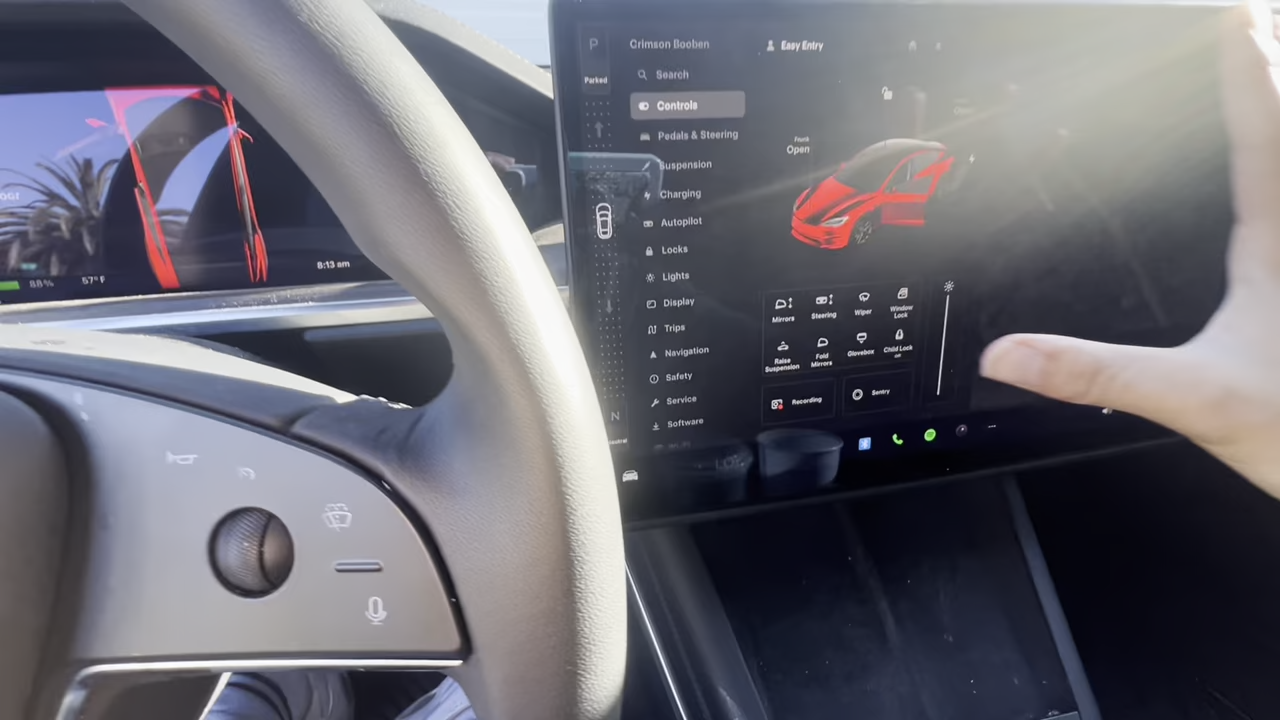 88%
57°F
8:13 am
P
Parked
N
Crimson Booben
Easy Entry
Search
Controls
Pedals & Steering
Suspension
Charging
Autopilot
Locks
Lights
Display
Trips
Navigation
Safety
Service
Software
Frunk
Open
Mirrors
Steering
Wiper
Window
Lock
Raise
Suspension
Fold
Mirrors
Glovebox
Child Lock
Off
Recording
Sentry